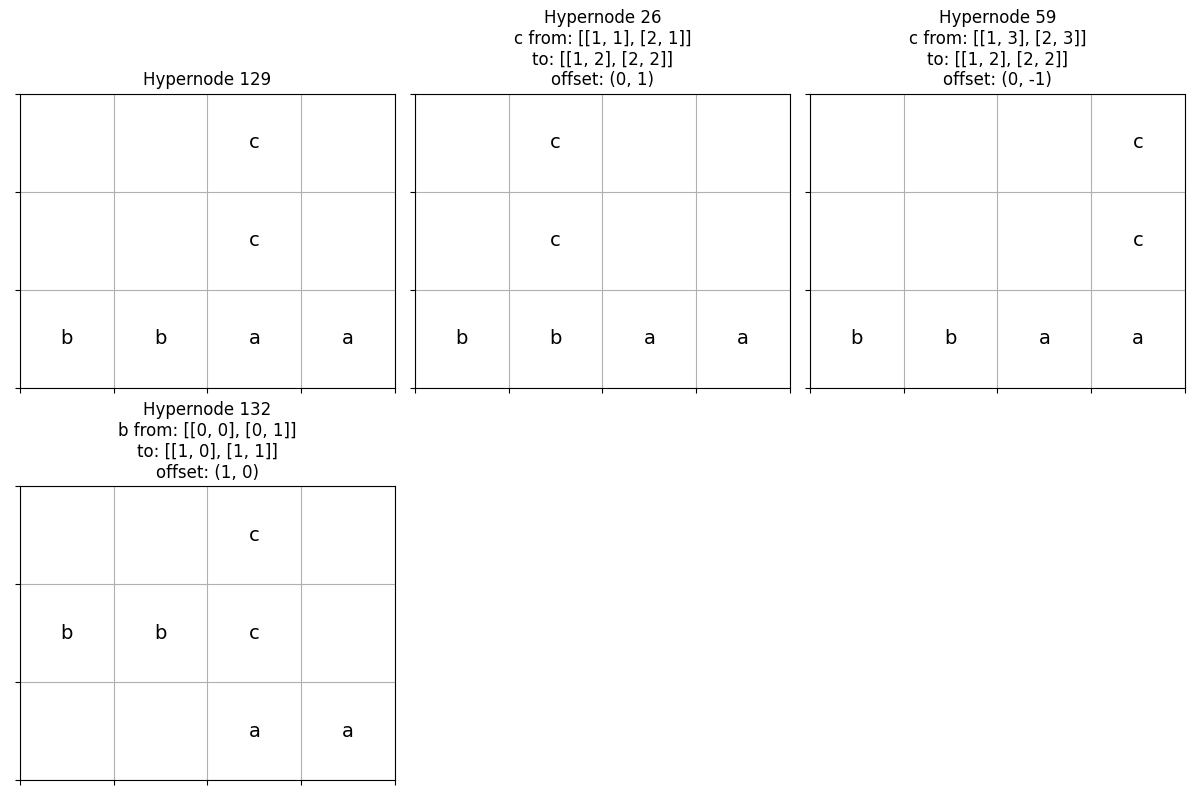 Hypernode 129
c
c
b b a a
Hypernode 26
c from: [[1, 1], [2, 1]]
to: [[1, 2], [2, 2]]
offset: (0, 1)
c
c
b b a a
Hypernode 59
c from: [[1, 3], [2, 3]]
to: [[1, 2], [2, 2]]
offset: (0, -1)
c
c
b b a a
Hypernode 132
b from: [[0, 0], [0, 1]]
to: [[1, 0], [1, 1]]
offset: (1, 0)
c
b b c
a a